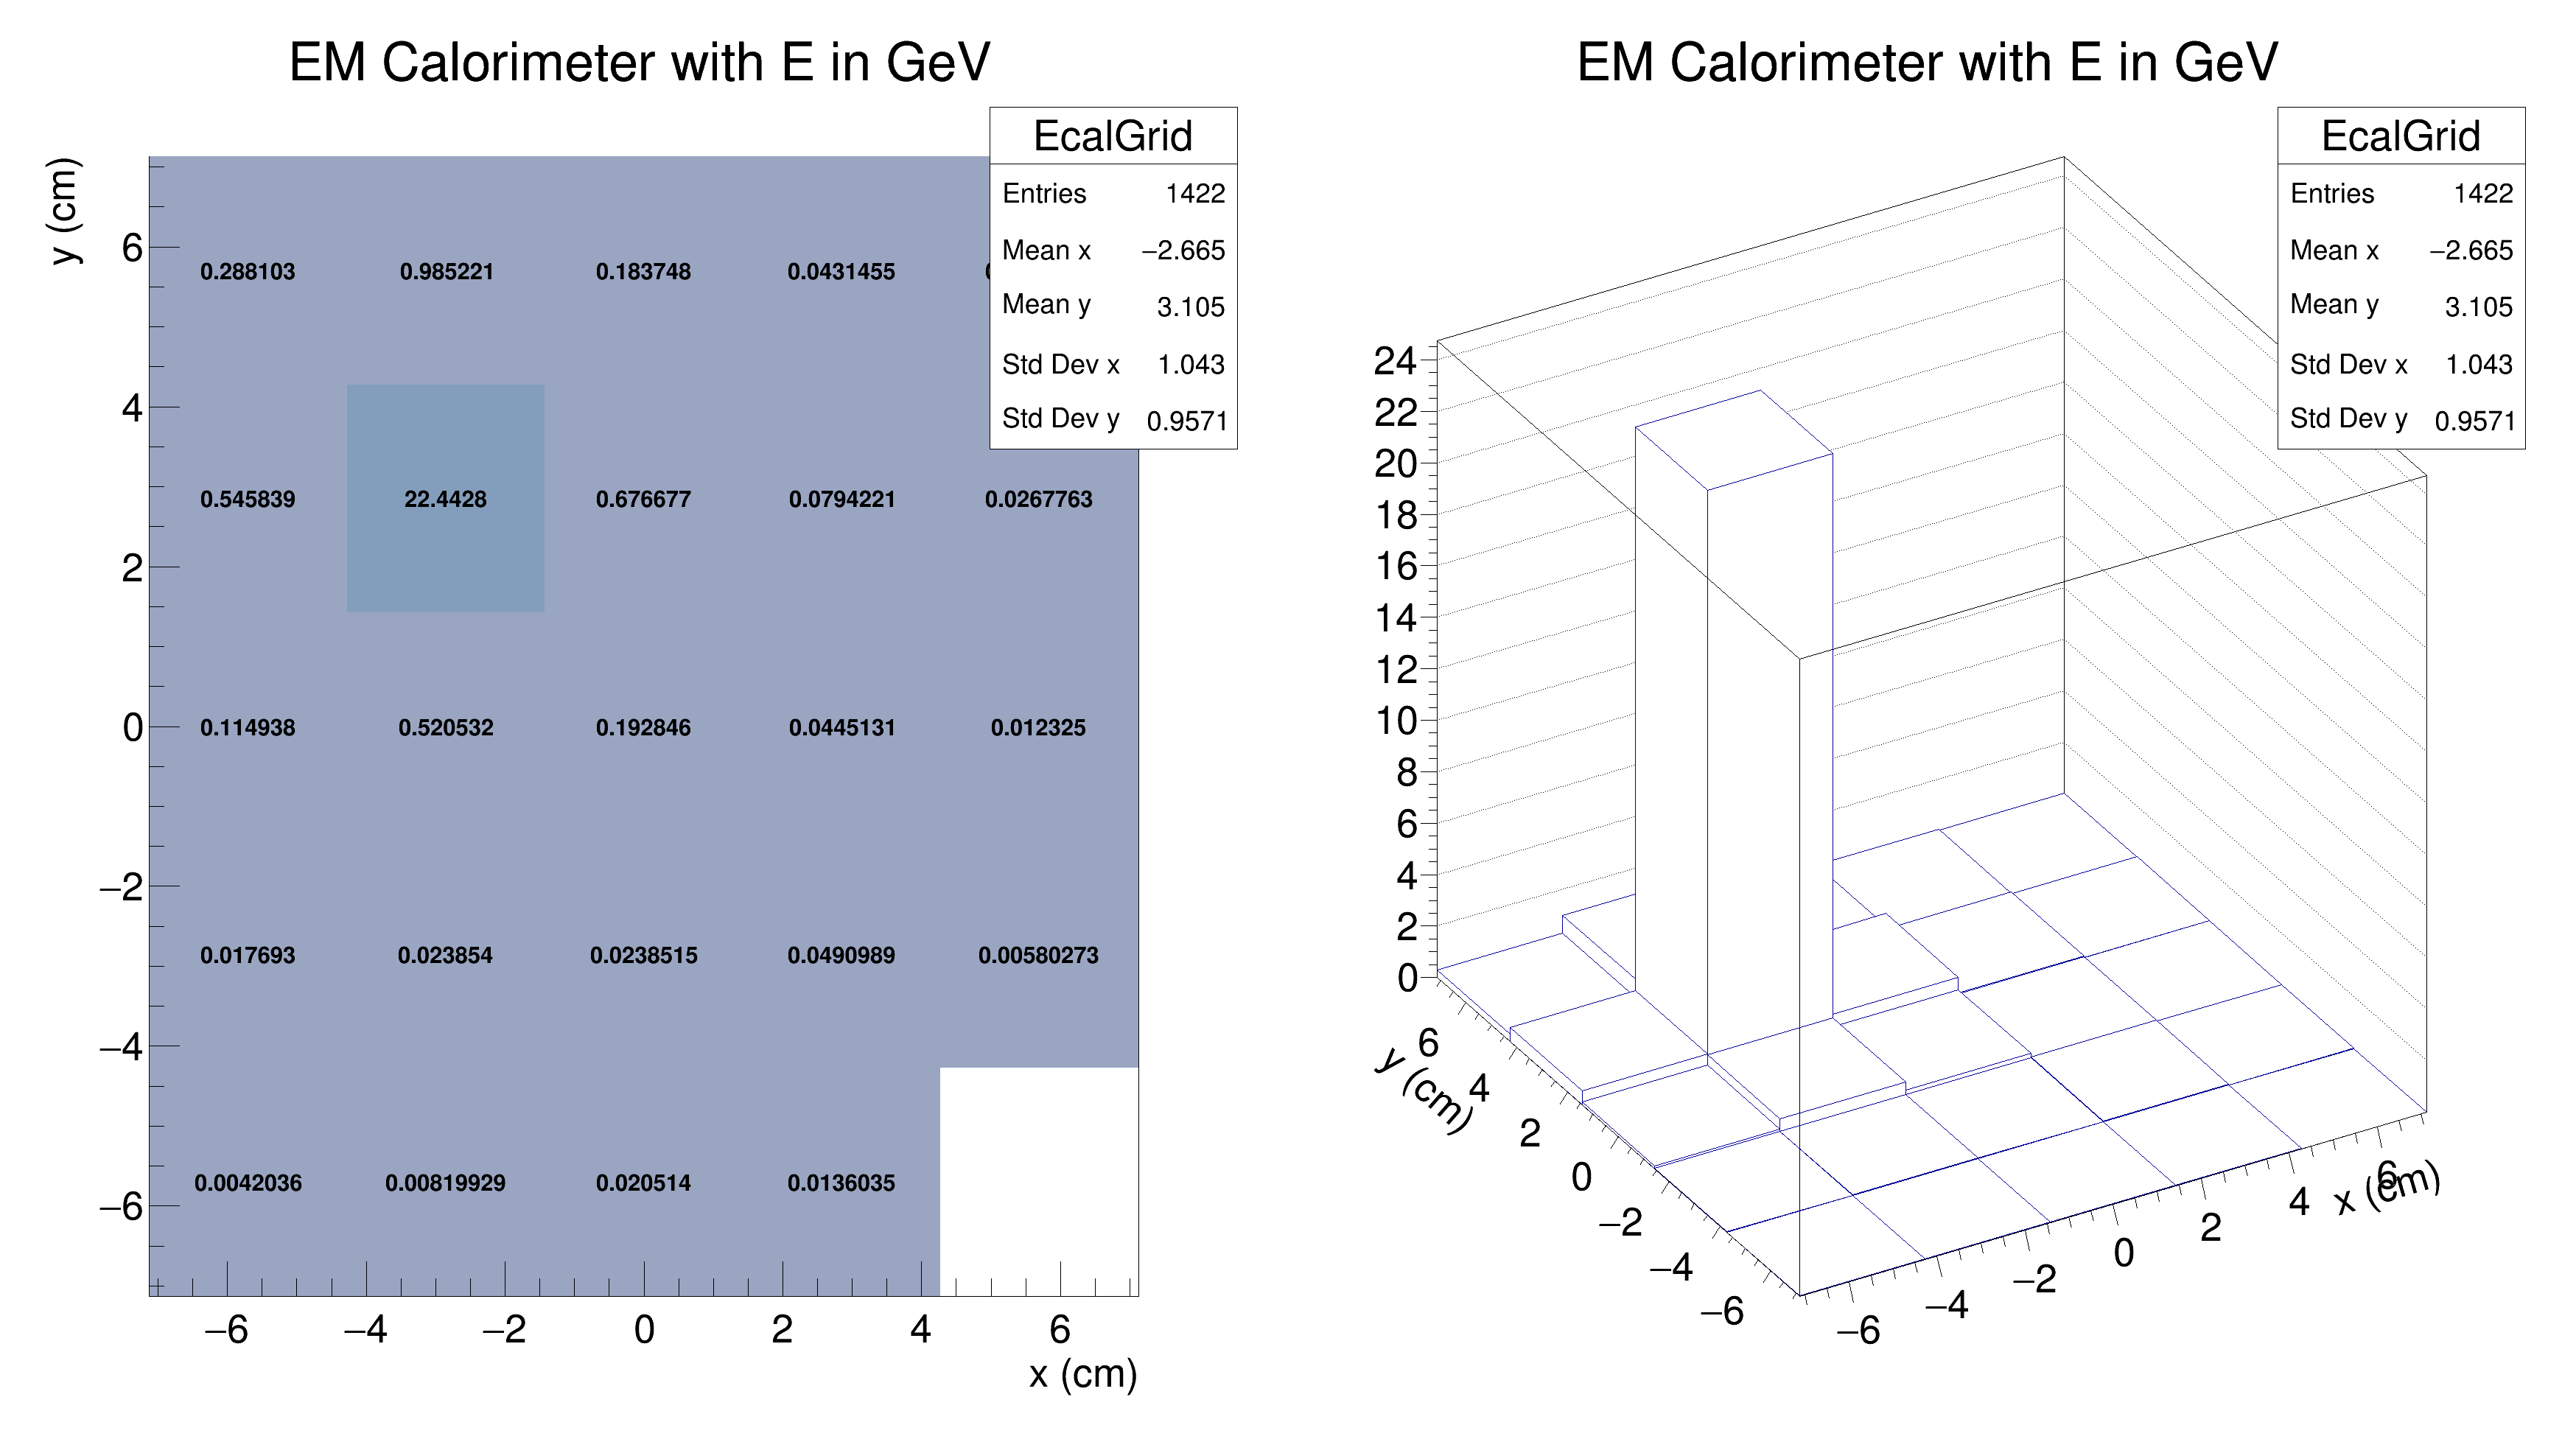 EM Calorimeter with E in GeV
EcalGrid
Entries 1422
Mean x −2.665
Mean y 3.105
Std Dev x 1.043
Std Dev y 0.9571
y (cm)
6
4
2
0
−2
−4
−6
0.288103 0.985221 0.183748 0.0431455
0.545839 22.4428 0.676677 0.0794221 0.0267763
0.114938 0.520532 0.192846 0.0445131 0.012325
0.017693 0.023854 0.0238515 0.0490989 0.00580273
0.0042036 0.00819929 0.020514 0.0136035
−6 −4 −2 0 2 4 6
x (cm)
EM Calorimeter with E in GeV
EcalGrid
Entries 1422
Mean x −2.665
Mean y 3.105
Std Dev x 1.043
Std Dev y 0.9571
24
22
20
18
16
14
12
10
8
6
4
2
0
y (cm)
6
4
2
0
−2
−4
−6
−6 −4 −2 0 2 4 6
x (cm)